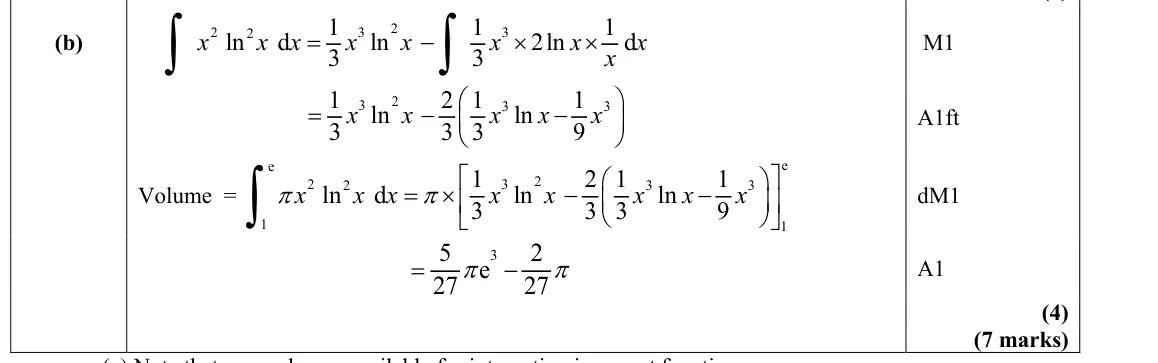 (b) ∫ x² ln²x dx = 1/3 x³ ln²x − ∫ 1/3 x³ × 2ln x × 1/x dx M1
= 1/3 x³ ln²x − 2/3 (1/3 x³ ln x − 1/9 x³) A1ft
Volume = ∫₁ᵉ πx² ln²x dx = π × [1/3 x³ ln²x − 2/3 (1/3 x³ ln x − 1/9 x³)]₁ᵉ dM1
= 5/27 πe³ − 2/27 π A1
(4)
(7 marks)